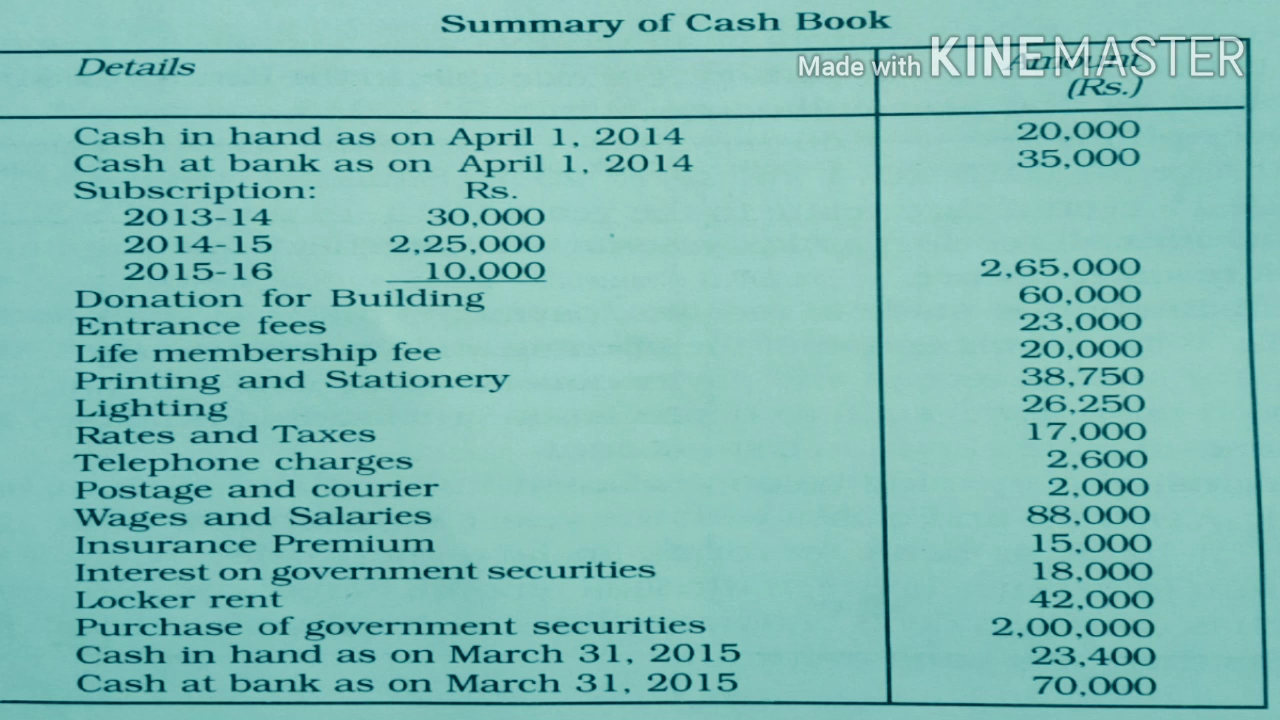 Summary of Cash Book
Made with KINEMASTER
Details Amount
(Rs.)
Cash in hand as on April 1, 2014 20,000
Cash at bank as on April 1, 2014 35,000
Subscription: Rs.
2013-14 30,000
2014-15 2,25,000
2015-16 10,000 2,65,000
Donation for Building 60,000
Entrance fees 23,000
Life membership fee 20,000
Printing and Stationery 38,750
Lighting 26,250
Rates and Taxes 17,000
Telephone charges 2,600
Postage and courier 2,000
Wages and Salaries 88,000
Insurance Premium 15,000
Interest on government securities 18,000
Locker rent 42,000
Purchase of government securities 2,00,000
Cash in hand as on March 31, 2015 23,400
Cash at bank as on March 31, 2015 70,000